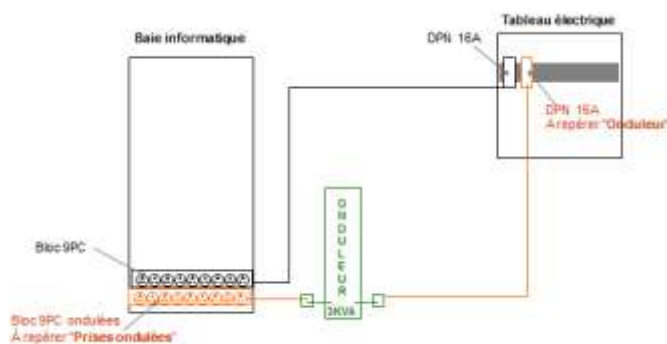 Tableau électrique
Baie informatique
DPN 16A
DPN 16A
A repérer "Onduleur"
ONDULEUR
3KVA
Bloc 9PC
Bloc 9PC ondulées
À repérer "Prises ondulées"